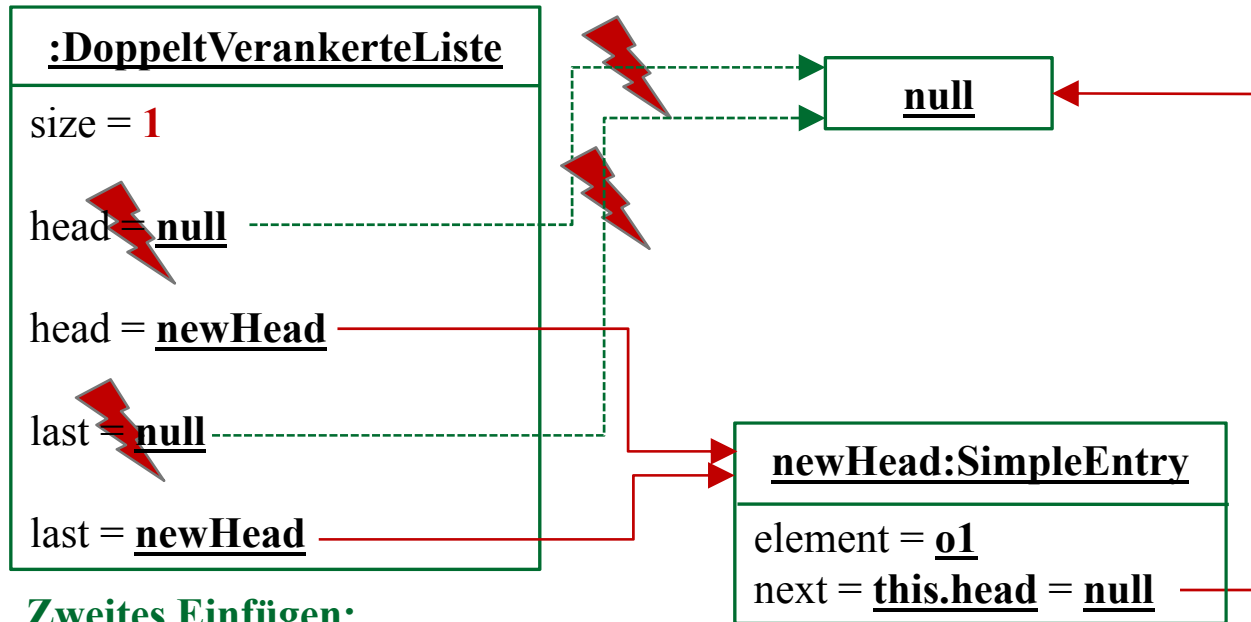 :DoppeltVerankerteListe
size = 1
head = null
head = newHead
last = null
last = newHead
null
newHead:SimpleEntry
element = o1
next = this.head = null
Zweites Einfügen: